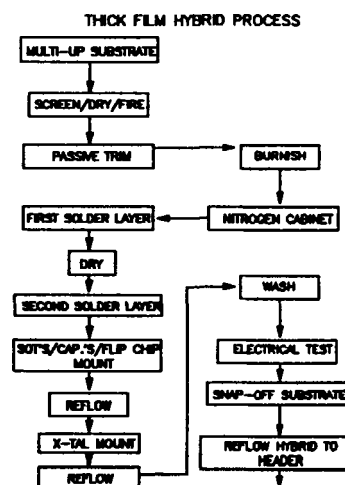 THICK FILM HYBRID PROCESS
MULTI-UP SUBSTRATE
SCREEN/DRY/FIRE
PASSIVE TRIM
BURNISH
NITROGEN CABINET
FIRST SOLDER LAYER
DRY
SECOND SOLDER LAYER
SOT'S/CAP.'S/FLIP CHIP
MOUNT
REFLOW
X-TAL MOUNT
REFLOW
WASH
ELECTRICAL TEST
SNAP-OFF SUBSTRATE
REFLOW HYBRID TO
HEADER